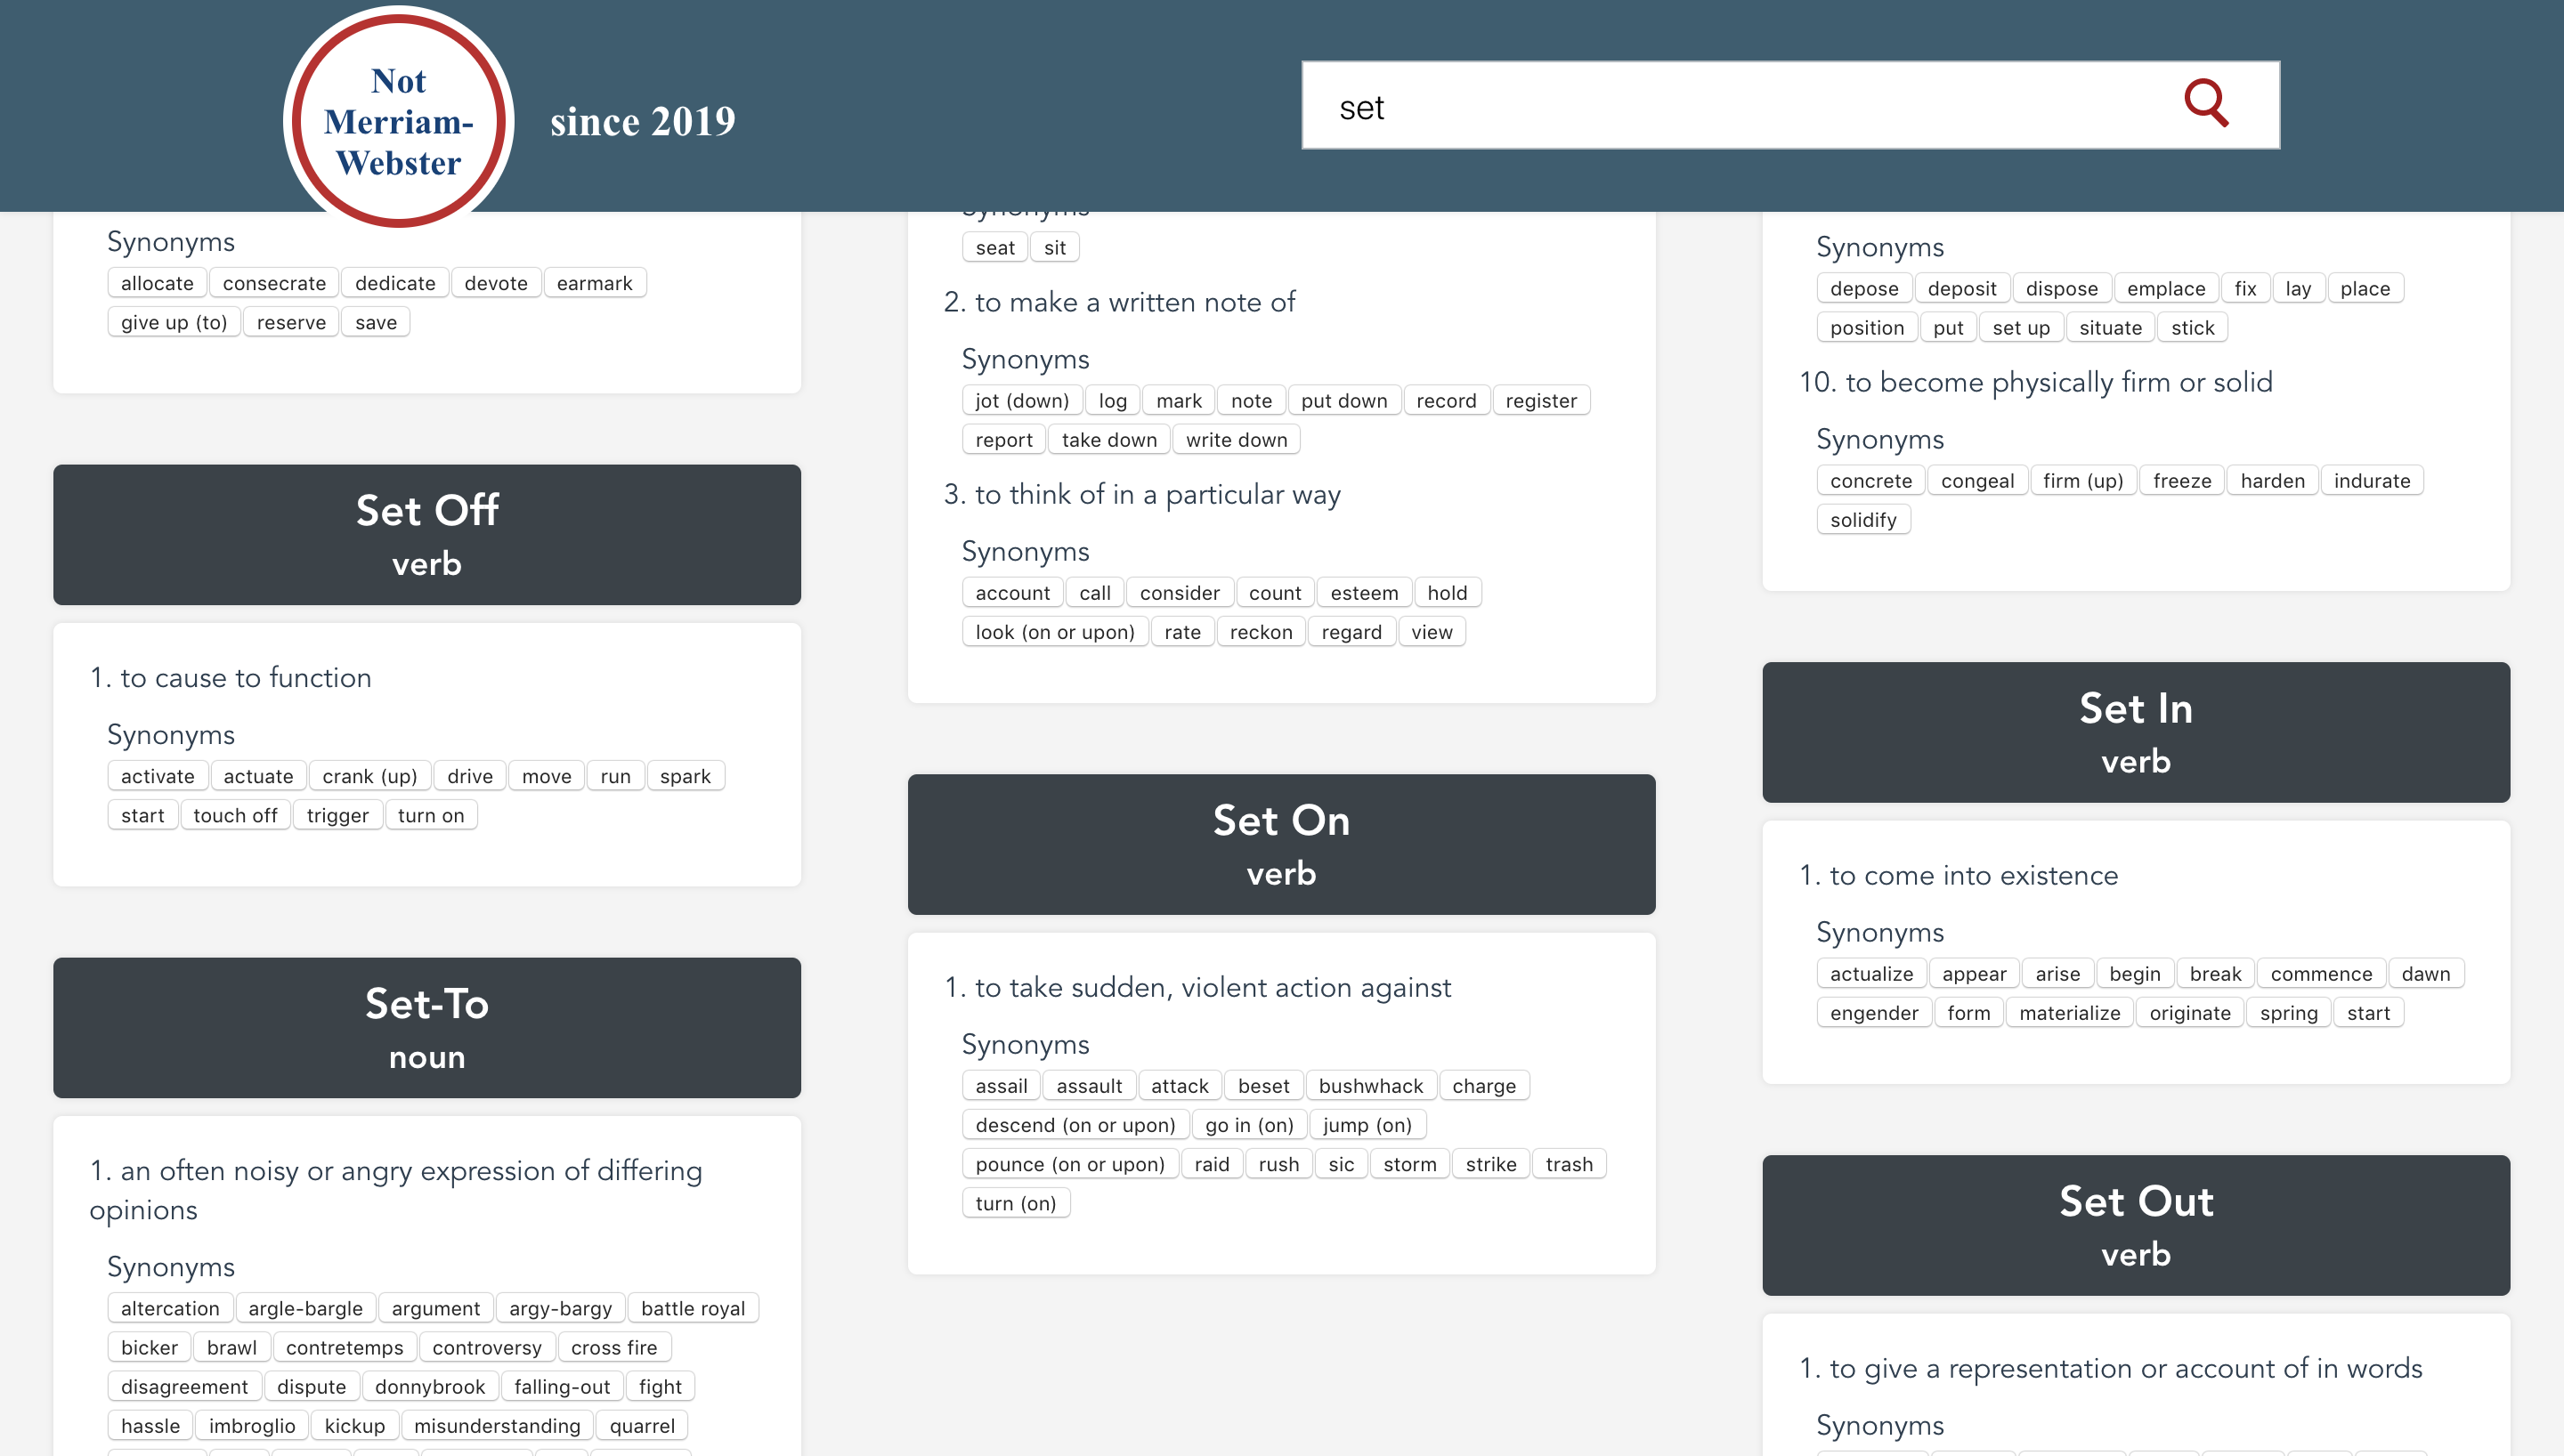 Not
Merriam-
Webster
since 2019
set
Synonyms
allocate consecrate dedicate devote earmark
give up (to) reserve save
Set Off
verb
1. to cause to function
Synonyms
activate actuate crank (up) drive move run spark
start touch off trigger turn on
Set-To
noun
1. an often noisy or angry expression of differing
opinions
Synonyms
altercation argle-bargle argument argy-bargy battle royal
bicker brawl contretemps controversy cross fire
disagreement dispute donnybrook falling-out fight
hassle imbroglio kickup misunderstanding quarrel
Synonyms
seat sit
2. to make a written note of
Synonyms
jot (down) log mark note put down record register
report take down write down
3. to think of in a particular way
Synonyms
account call consider count esteem hold
look (on or upon) rate reckon regard view
Set On
verb
1. to take sudden, violent action against
Synonyms
assail assault attack beset bushwhack charge
descend (on or upon) go in (on) jump (on)
pounce (on or upon) raid rush sic storm strike trash
turn (on)
Synonyms
depose deposit dispose emplace fix lay place
position put set up situate stick
10. to become physically firm or solid
Synonyms
concrete congeal firm (up) freeze harden indurate
solidify
Set In
verb
1. to come into existence
Synonyms
actualize appear arise begin break commence dawn
engender form materialize originate spring start
Set Out
verb
1. to give a representation or account of in words
Synonyms